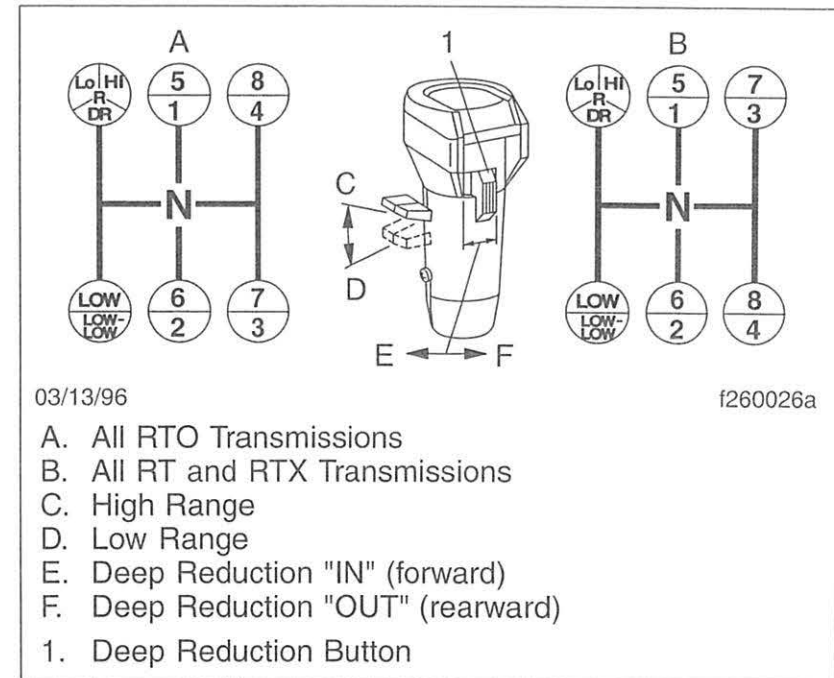 A 1 B
Lo HI 5 8 Lo HI 5 7
R 1 4 R 1 3
DR DR
C
N N
D
LOW 6 7 LOW 6 8
LOW- 2 3 LOW- 2 4
LOW LOW
E F
03/13/96 f260026a
A. All RTO Transmissions
B. All RT and RTX Transmissions
C. High Range
D. Low Range
E. Deep Reduction "IN" (forward)
F. Deep Reduction "OUT" (rearward)
1. Deep Reduction Button